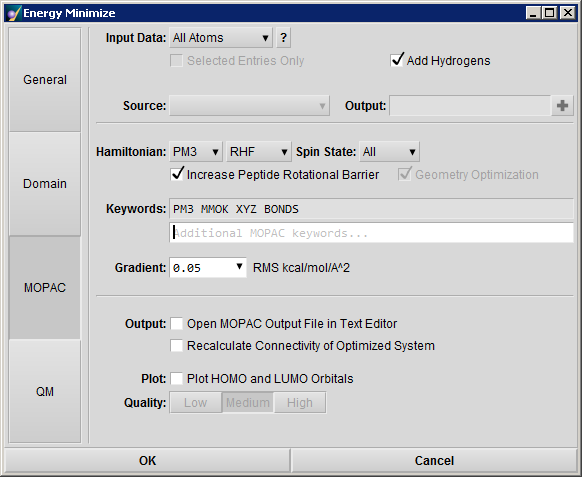 Energy Minimize
General
Domain
MOPAC
QM
Input Data: All Atoms ?
Selected Entries Only Add Hydrogens
Source: Output:
Hamiltonian: PM3 RHF Spin State: All
Increase Peptide Rotational Barrier Geometry Optimization
Keywords: PM3 MMOK XYZ BONDS
Additional MOPAC keywords...
Gradient: 0.05 RMS kcal/mol/A^2
Output: Open MOPAC Output File in Text Editor
Recalculate Connectivity of Optimized System
Plot: Plot HOMO and LUMO Orbitals
Quality: Low Medium High
OK Cancel